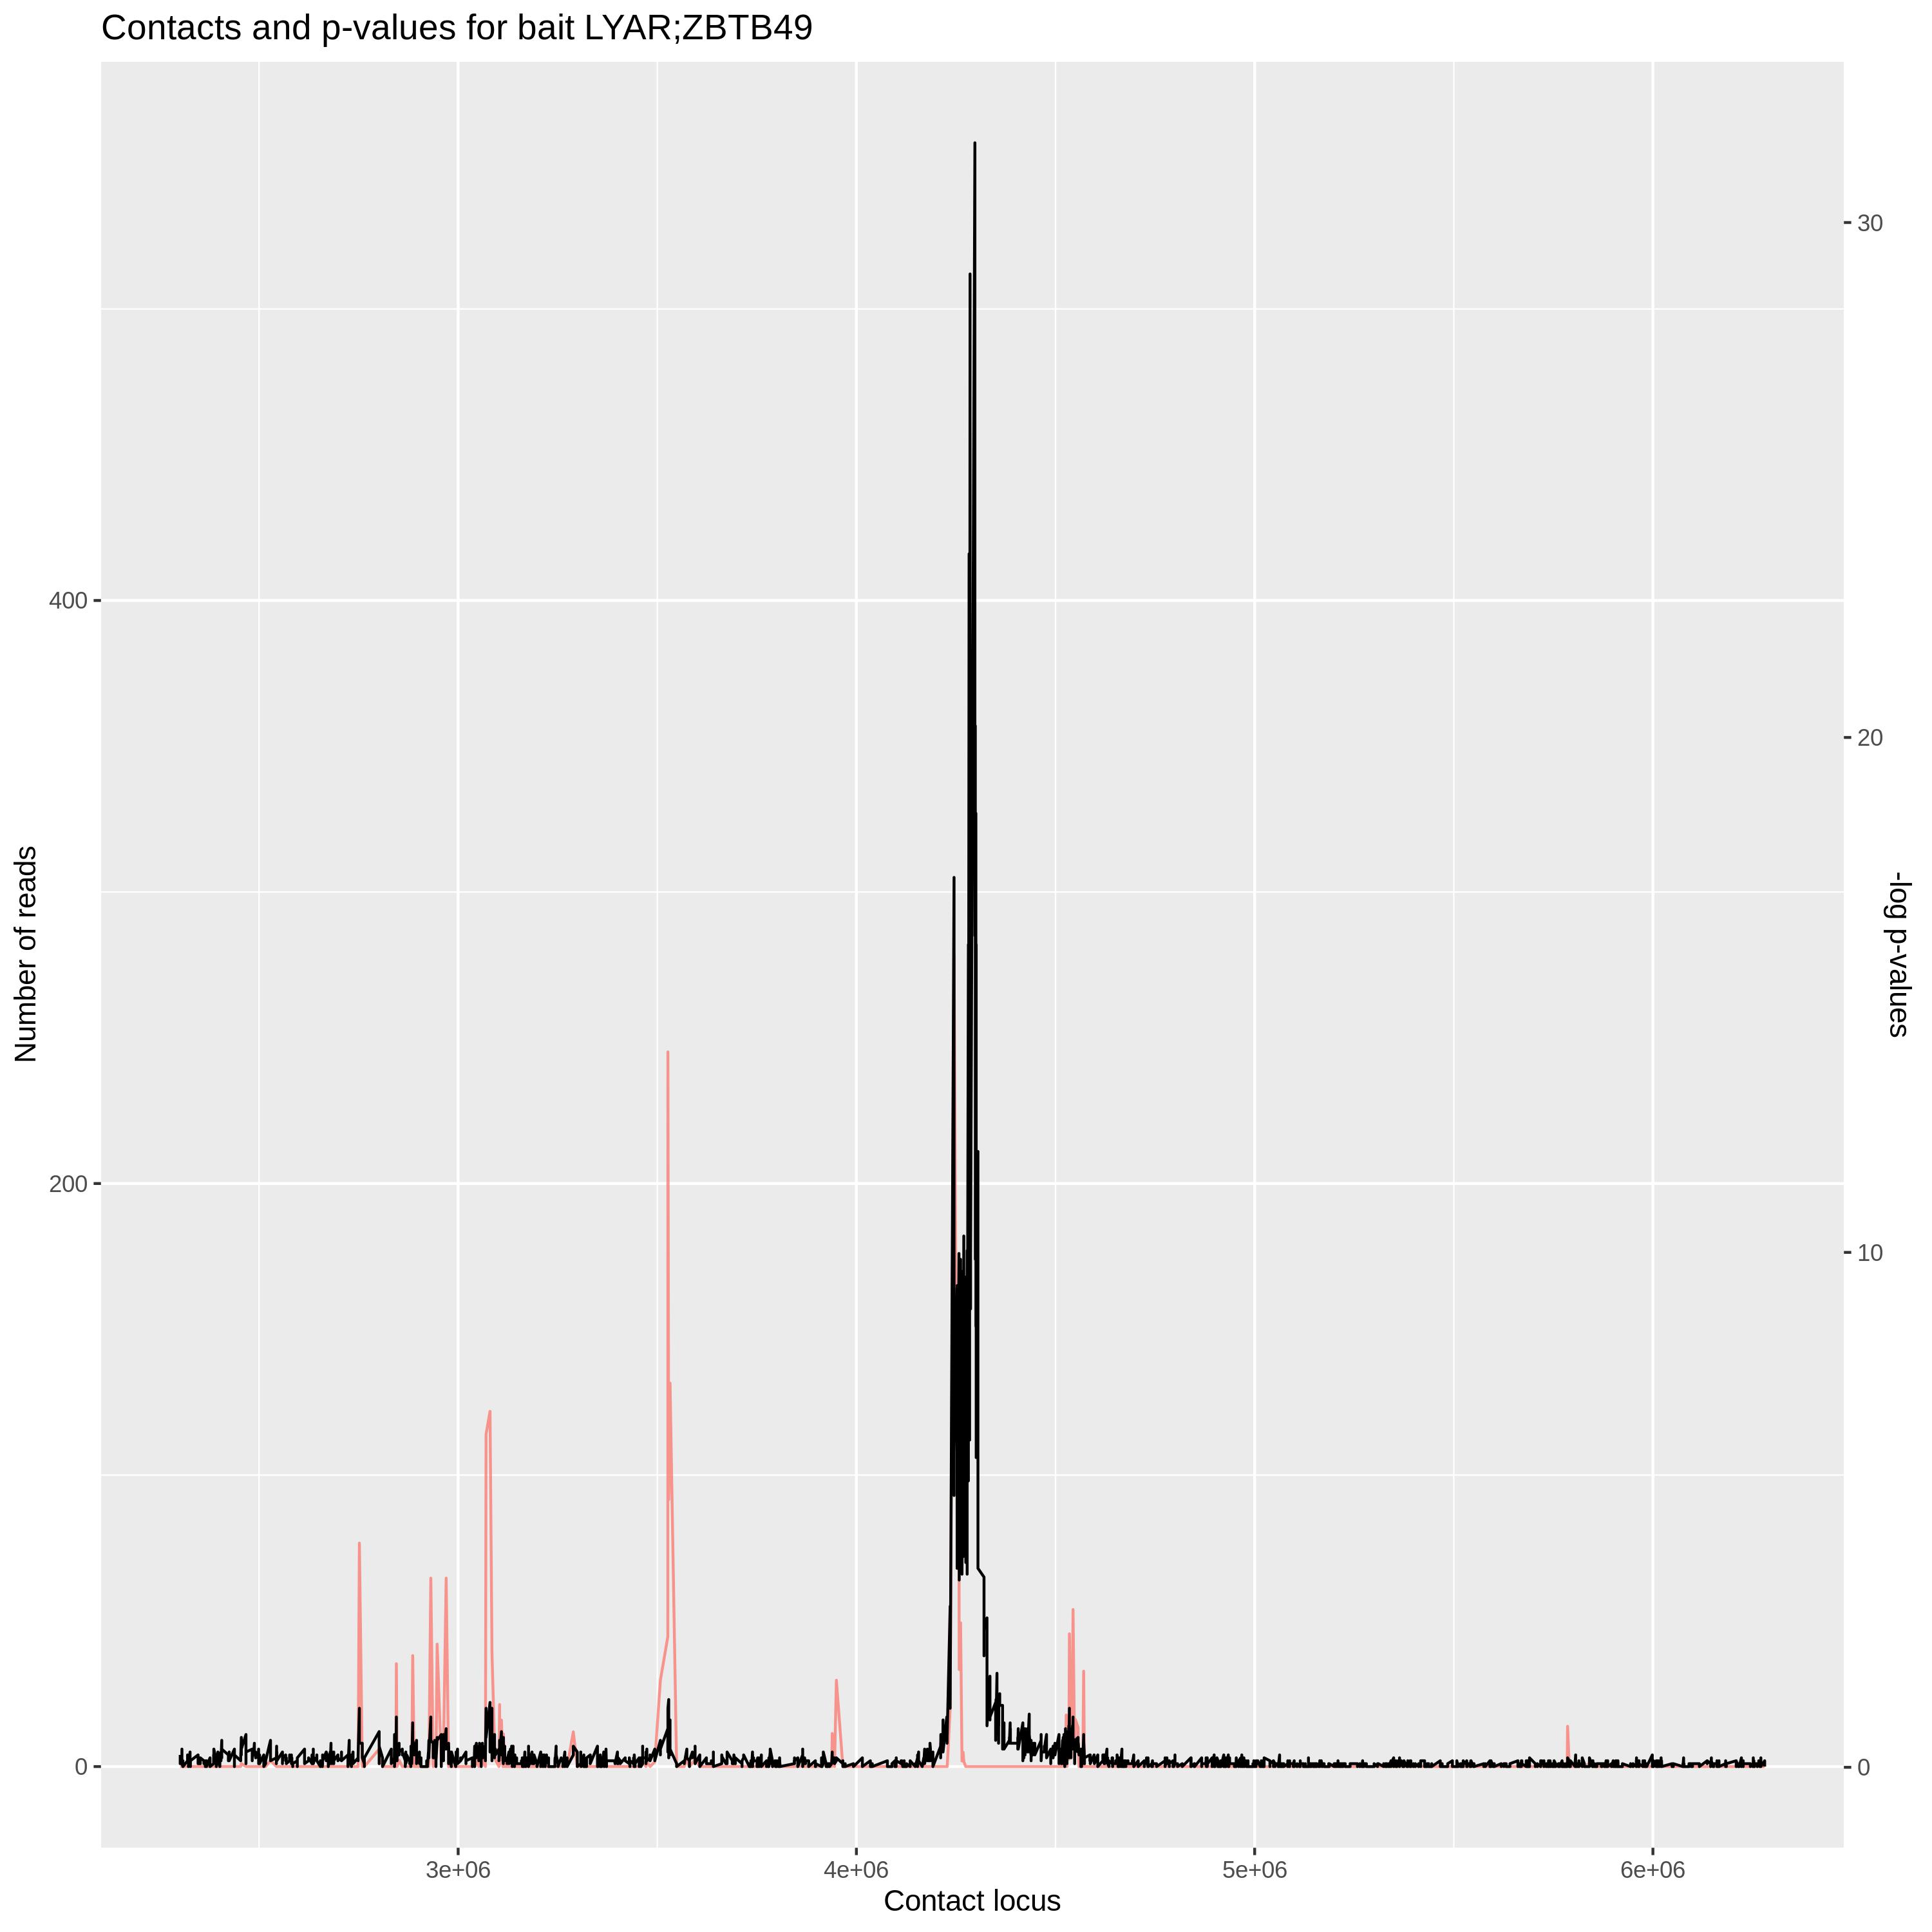 Contacts and p-values for bait LYAR;ZBTB49
Number of reads
400
200
0
30
20
10
0
-log p-values
3e+06
4e+06
5e+06
6e+06
Contact locus